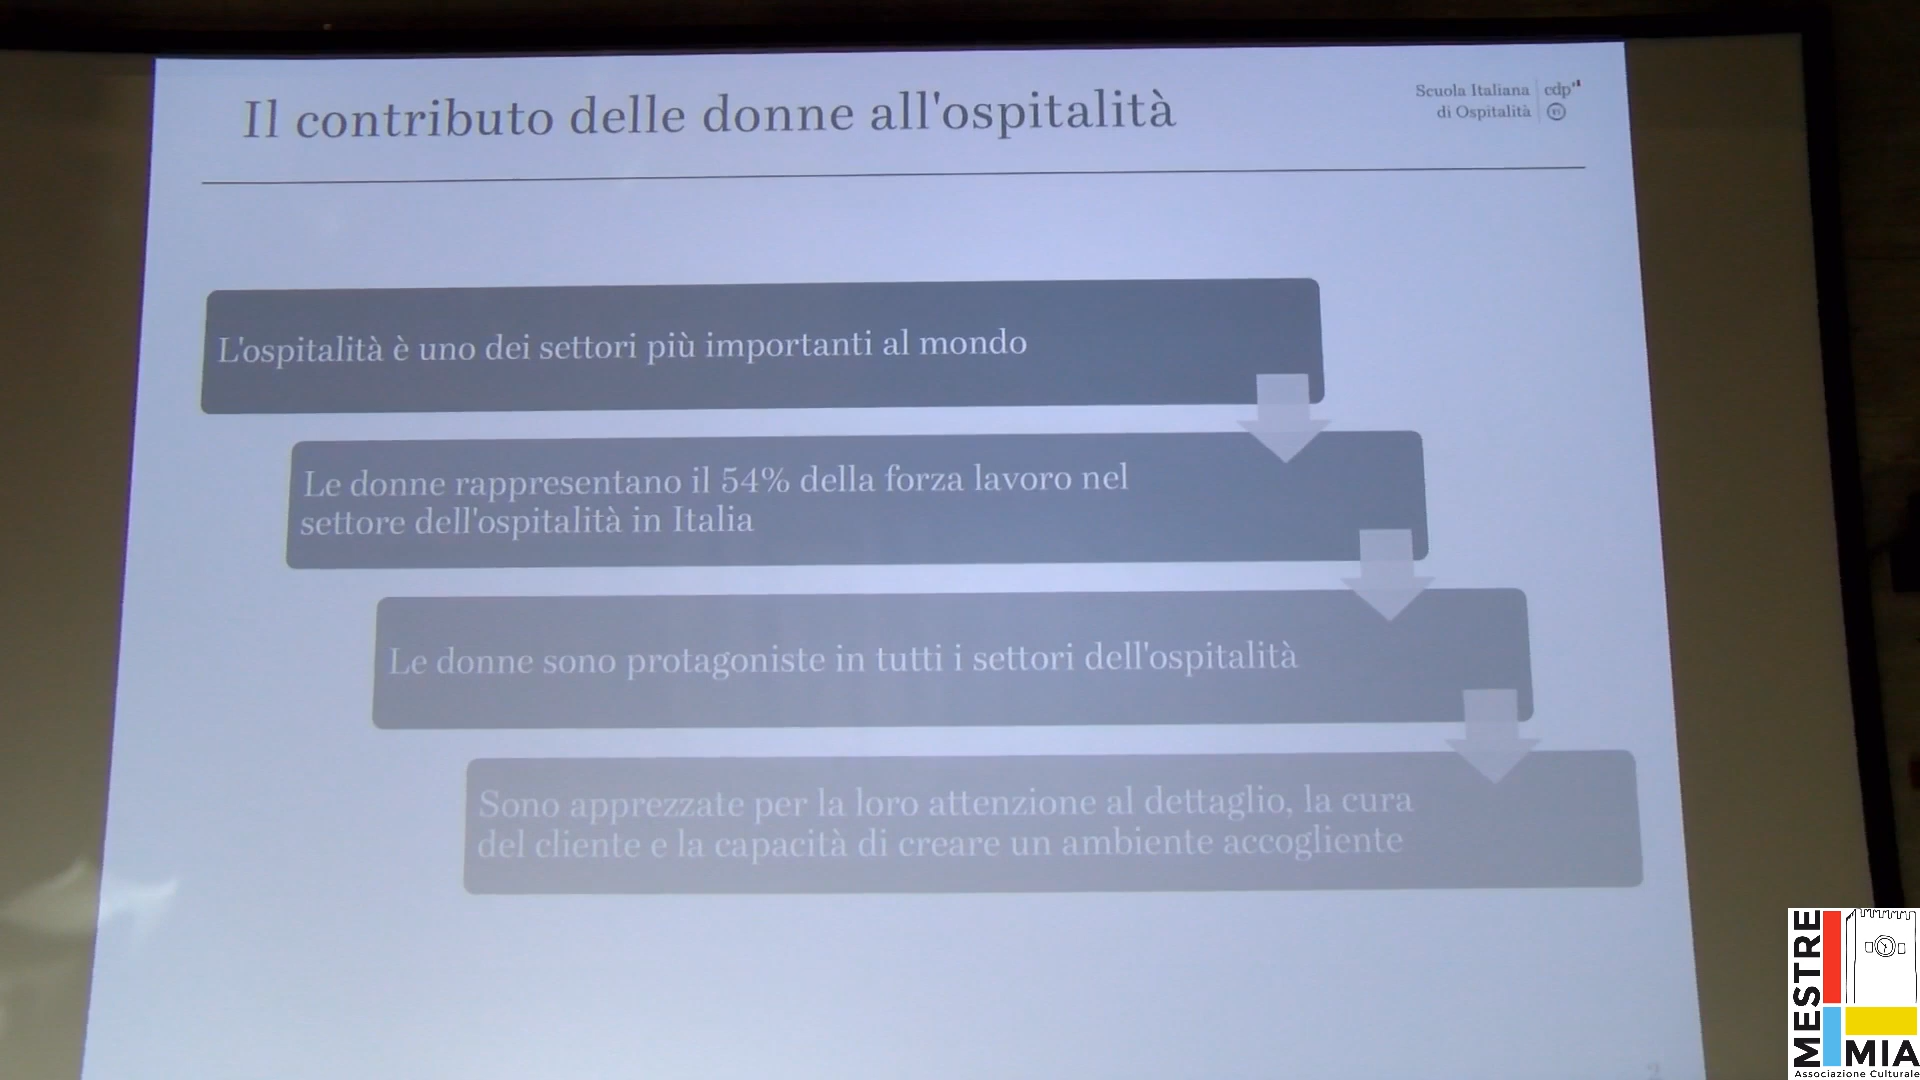 Il contributo delle donne all'ospitalità
Scuola Italiana
di Ospitalità
cdp
L'ospitalità è uno dei settori più importanti al mondo
Le donne rappresentano il 54% della forza lavoro nel
settore dell'ospitalità in Italia
Le donne sono protagoniste in tutti i settori dell'ospitalità
Sono apprezzate per la loro attenzione al dettaglio, la cura
del cliente e la capacità di creare un ambiente accogliente
2
MESTRE
MIA
Associazione Culturale